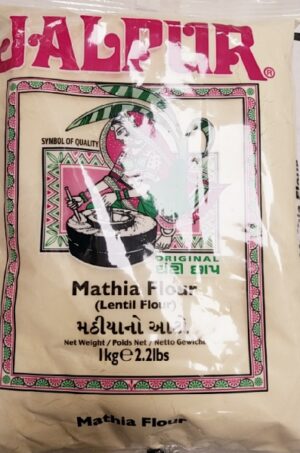 JALPUR®
SYMBOL OF QUALITY
ORIGINAL
ઘંટી છાપ
Mathia Flour
(Lentil Flour)
મઠીયાનો આટો
Net Weight / Poids Net / Netto Gewicht
1kg℮2.2lbs
Mathia Flour